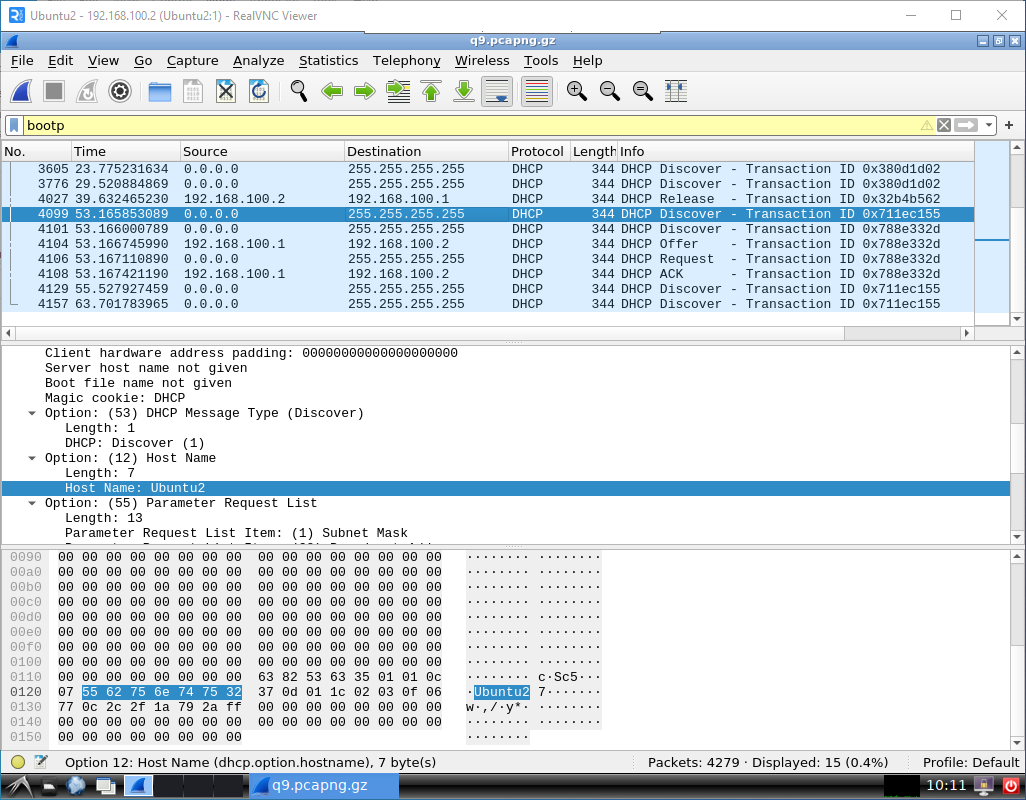 Ubuntu2 - 192.168.100.2 (Ubuntu2:1) - RealVNC Viewer
q9.pcapng.gz
File Edit View Go Capture Analyze Statistics Telephony Wireless Tools Help
bootp
No. Time Source Destination Protocol Length Info
3605 23.775231634 0.0.0.0 255.255.255.255 DHCP 344 DHCP Discover - Transaction ID 0x380d1d02
3776 29.520884869 0.0.0.0 255.255.255.255 DHCP 344 DHCP Discover - Transaction ID 0x380d1d02
4027 39.632465230 192.168.100.2 192.168.100.1 DHCP 344 DHCP Release - Transaction ID 0x32b4b562
4099 53.165853089 0.0.0.0 255.255.255.255 DHCP 344 DHCP Discover - Transaction ID 0x711ec155
4101 53.166000789 0.0.0.0 255.255.255.255 DHCP 344 DHCP Discover - Transaction ID 0x788e332d
4104 53.166745990 192.168.100.1 192.168.100.2 DHCP 344 DHCP Offer - Transaction ID 0x788e332d
4106 53.167110890 0.0.0.0 255.255.255.255 DHCP 344 DHCP Request - Transaction ID 0x788e332d
4108 53.167421190 192.168.100.1 192.168.100.2 DHCP 344 DHCP ACK - Transaction ID 0x788e332d
4129 55.527927459 0.0.0.0 255.255.255.255 DHCP 344 DHCP Discover - Transaction ID 0x711ec155
4157 63.701783965 0.0.0.0 255.255.255.255 DHCP 344 DHCP Discover - Transaction ID 0x711ec155
Client hardware address padding: 00000000000000000000
Server host name not given
Boot file name not given
Magic cookie: DHCP
Option: (53) DHCP Message Type (Discover)
Length: 1
DHCP: Discover (1)
Option: (12) Host Name
Length: 7
Host Name: Ubuntu2
Option: (55) Parameter Request List
Length: 13
Parameter Request List Item: (1) Subnet Mask
0090 00 00 00 00 00 00 00 00 00 00 00 00 00 00 00 00 ········ ········
00a0 00 00 00 00 00 00 00 00 00 00 00 00 00 00 00 00 ········ ········
00b0 00 00 00 00 00 00 00 00 00 00 00 00 00 00 00 00 ········ ········
00c0 00 00 00 00 00 00 00 00 00 00 00 00 00 00 00 00 ········ ········
00d0 00 00 00 00 00 00 00 00 00 00 00 00 00 00 00 00 ········ ········
00e0 00 00 00 00 00 00 00 00 00 00 00 00 00 00 00 00 ········ ········
00f0 00 00 00 00 00 00 00 00 00 00 00 00 00 00 00 00 ········ ········
0100 00 00 00 00 00 00 00 00 00 00 00 00 00 00 00 00 ········ ········
0110 00 00 00 00 00 00 00 00 63 82 53 63 35 01 01 0c ········ c·Sc5···
0120 07 55 62 75 6e 74 75 32 37 0d 01 1c 02 03 0f 06 ·Ubuntu2 7·······
0130 77 0c 2c 2f 1a 79 2a ff 00 00 00 00 00 00 00 00 w·,/·y*· ········
0140 00 00 00 00 00 00 00 00 00 00 00 00 00 00 00 00 ········ ········
0150 00 00 00 00 00 00 00 00 ········
Option 12: Host Name (dhcp.option.hostname), 7 byte(s) Packets: 4279 · Displayed: 15 (0.4%) Profile: Default
q9.pcapng.gz 10:11